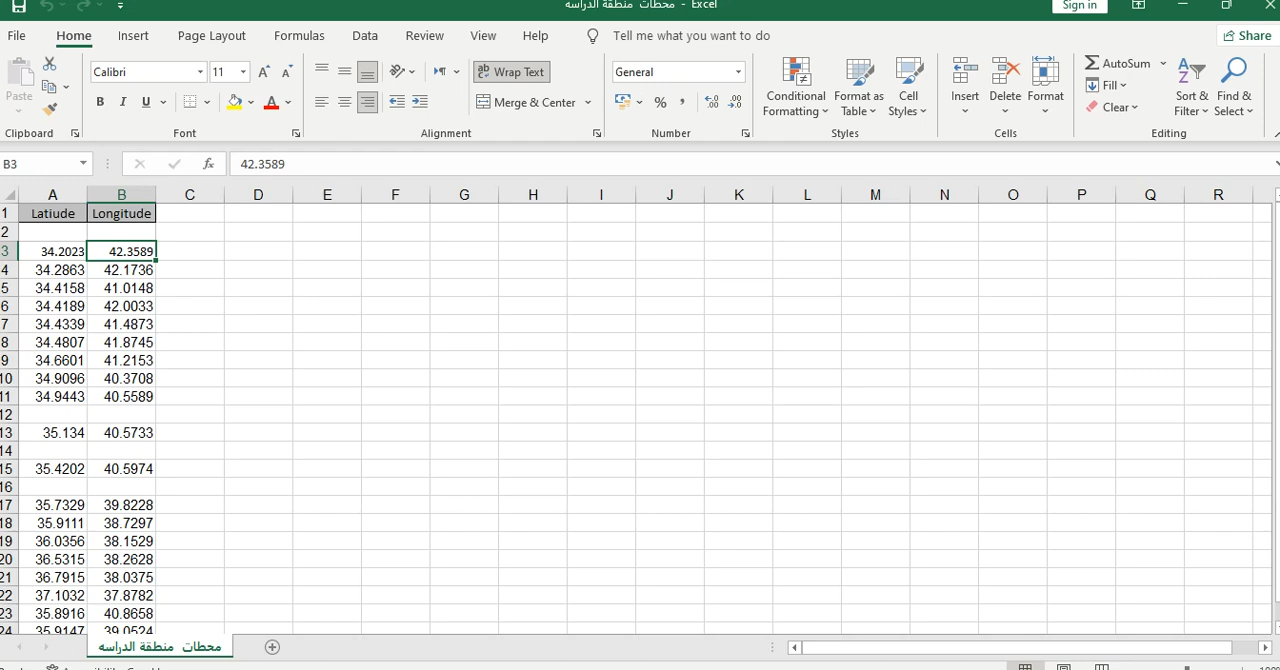 محطات منطقة الدراسه - Excel
Sign in
File Home Insert Page Layout Formulas Data Review View Help Tell me what you want to do Share
Calibri 11 Wrap Text General AutoSum
Paste Conditional Format as Cell Insert Delete Format Fill Sort & Find &
B I U A Merge & Center % , Formatting Table Styles Clear Filter Select
Clipboard Font Alignment Number Styles Cells Editing
B3 fx 42.3589
A B C D E F G H I J K L M N O P Q R
1 Latiude Longitude
2
3 34.2023 42.3589
4 34.2863 42.1736
5 34.4158 41.0148
6 34.4189 42.0033
7 34.4339 41.4873
8 34.4807 41.8745
9 34.6601 41.2153
10 34.9096 40.3708
11 34.9443 40.5589
12
13 35.134 40.5733
14
15 35.4202 40.5974
16
17 35.7329 39.8228
18 35.9111 38.7297
19 36.0356 38.1529
20 36.5315 38.2628
21 36.7915 38.0375
22 37.1032 37.8782
23 35.8916 40.8658
24 35.9147 39.0524
محطات منطقة الدراسه